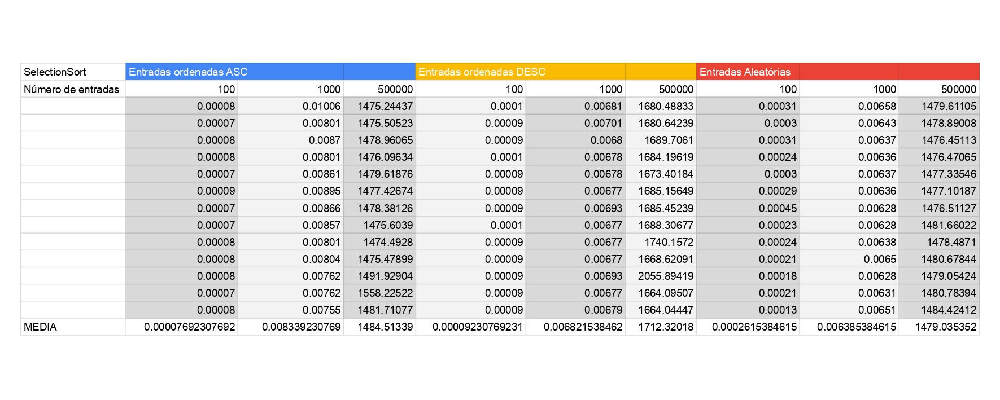 SelectionSort Entradas ordenadas ASC Entradas ordenadas DESC Entradas Aleatórias
Número de entradas 100 1000 500000 100 1000 500000 100 1000 500000
0.00008 0.01006 1475.24437 0.0001 0.00681 1680.48833 0.00031 0.00658 1479.61105
0.00007 0.00801 1475.50523 0.00009 0.00701 1680.64239 0.0003 0.00643 1478.89008
0.00008 0.0087 1478.96065 0.00009 0.0068 1689.7061 0.00031 0.00637 1476.45113
0.00008 0.00801 1476.09634 0.0001 0.00678 1684.19619 0.00024 0.00636 1476.47065
0.00007 0.00861 1479.61876 0.00009 0.00678 1673.40184 0.0003 0.00637 1477.33546
0.00009 0.00895 1477.42674 0.00009 0.00677 1685.15649 0.00029 0.00636 1477.10187
0.00007 0.00866 1478.38126 0.00009 0.00693 1685.45239 0.00045 0.00628 1476.51127
0.00007 0.00857 1475.6039 0.0001 0.00677 1688.30677 0.00023 0.00628 1481.66022
0.00008 0.00801 1474.4928 0.00009 0.00677 1740.1572 0.00024 0.00638 1478.4871
0.00008 0.00804 1475.47899 0.00009 0.00677 1668.62091 0.00021 0.0065 1480.67844
0.00008 0.00762 1491.92904 0.00009 0.00693 2055.89419 0.00018 0.00628 1479.05424
0.00007 0.00762 1558.22522 0.00009 0.00677 1664.09507 0.00021 0.00631 1480.78394
0.00008 0.00755 1481.71077 0.00009 0.00679 1664.04447 0.00013 0.00651 1484.42412
MEDIA 0.00007692307692 0.008339230769 1484.51339 0.00009230769231 0.006821538462 1712.32018 0.0002615384615 0.006385384615 1479.035352